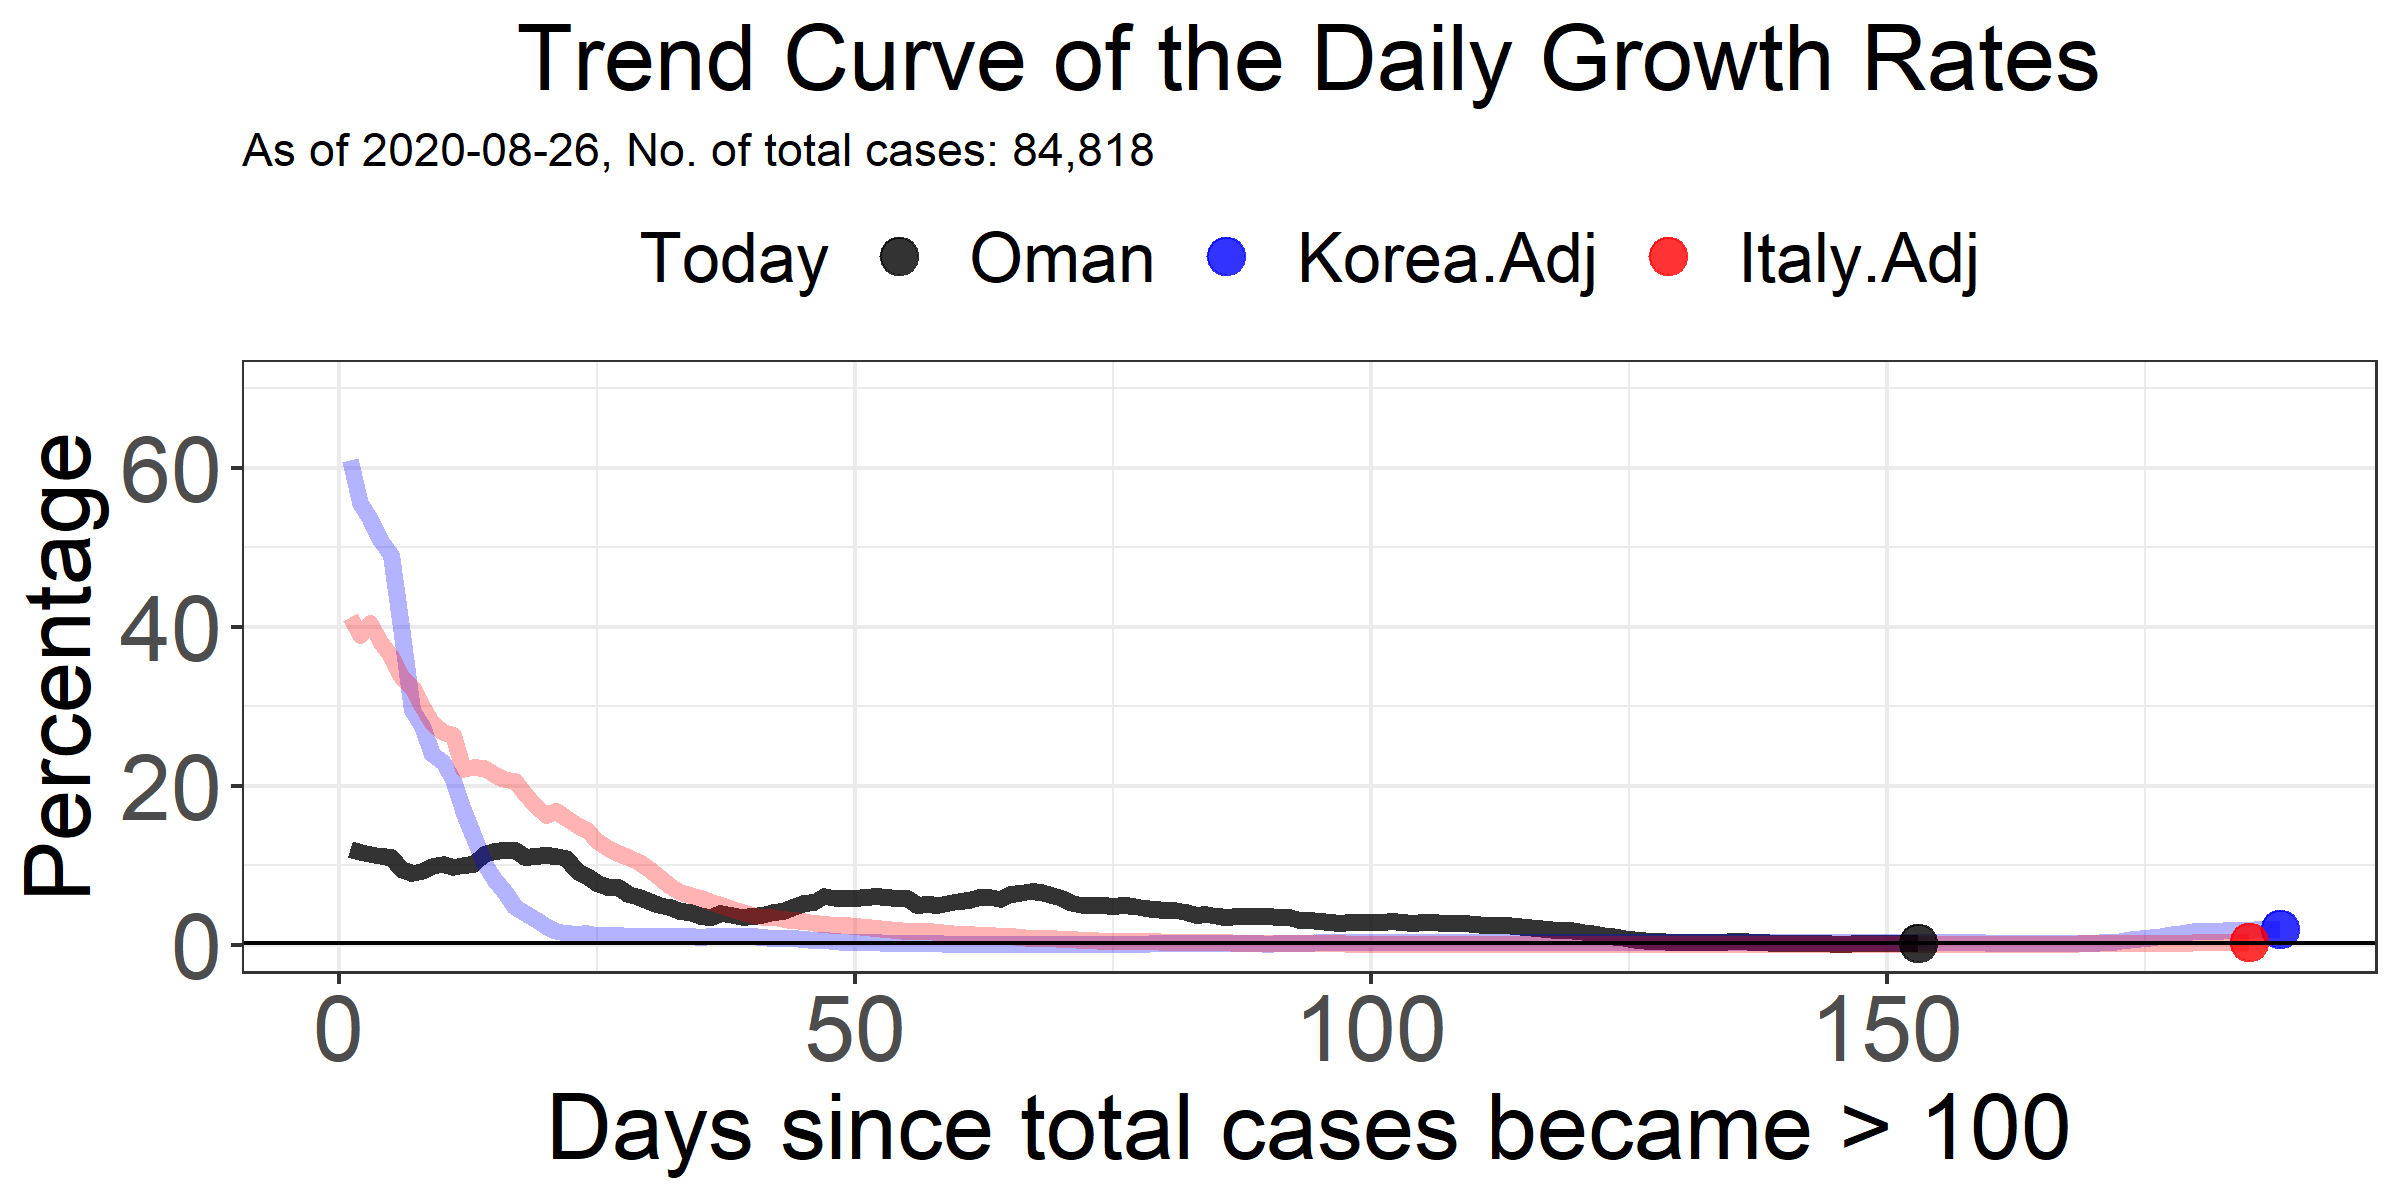 Trend Curve of the Daily Growth Rates
As of 2020-08-26, No. of total cases: 84,818
Today Oman Korea.Adj Italy.Adj
Percentage
60
40
20
0
0 50 100 150
Days since total cases became > 100